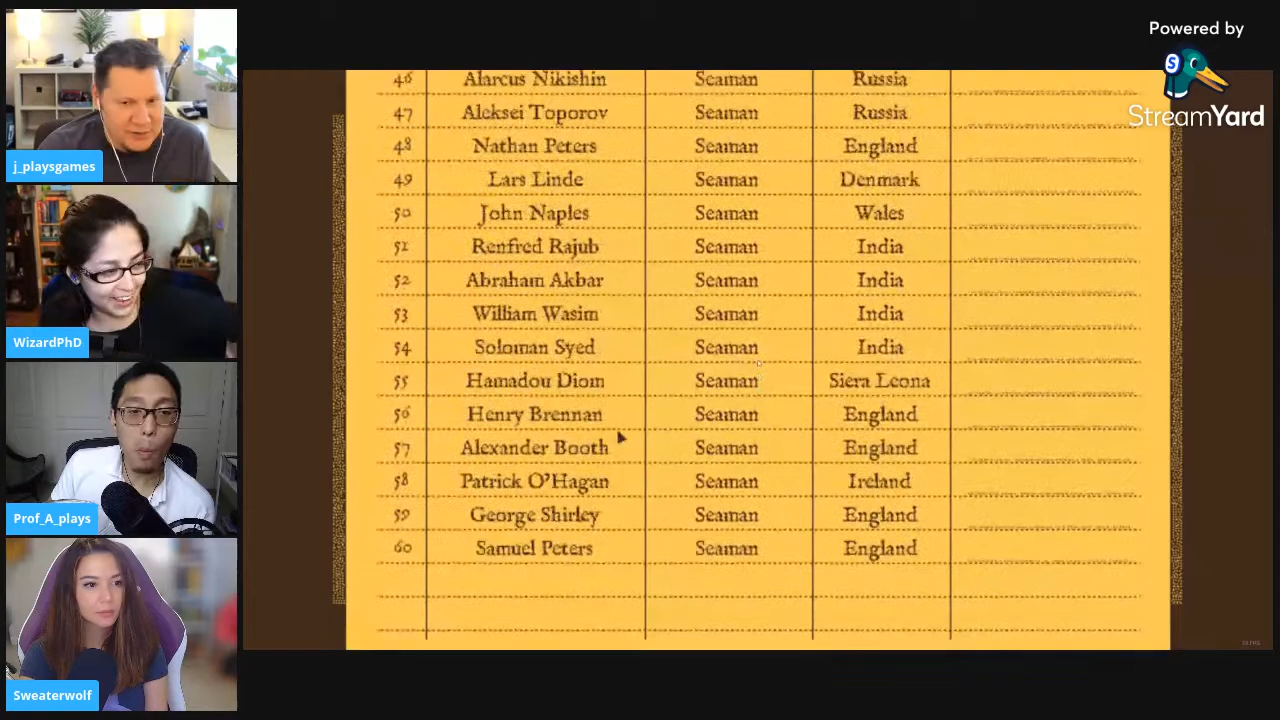 j_playsgames
WizardPhD
Prof_A_plays
Sweaterwolf
46 Alarcus Nikishin Seaman Russia
47 Aleksei Toporov Seaman Russia
48 Nathan Peters Seaman England
49 Lars Linde Seaman Denmark
50 John Naples Seaman Wales
51 Renfred Rajub Seaman India
52 Abraham Akbar Seaman India
53 William Wasim Seaman India
54 Soloman Syed Seaman India
55 Hamadou Diom Seaman Siera Leona
56 Henry Brennan Seaman England
57 Alexander Booth Seaman England
58 Patrick O'Hagan Seaman Ireland
59 George Shirley Seaman England
60 Samuel Peters Seaman England
Powered by
S
StreamYard